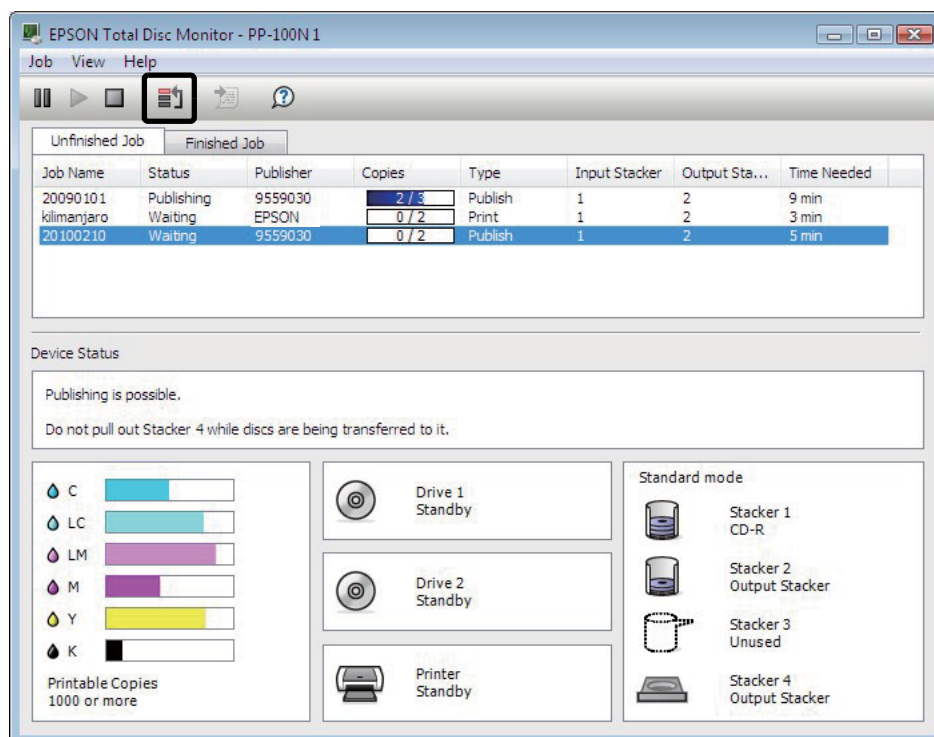 EPSON Total Disc Monitor - PP-100N 1
Job View Help
Unfinished Job Finished Job
Job Name Status Publisher Copies Type Input Stacker Output Sta... Time Needed
20090101 Publishing 9559030 2 / 3 Publish 1 2 9 min
kilimanjaro Waiting EPSON 0 / 2 Print 1 2 3 min
20100210 Waiting 9559030 0 / 2 Publish 1 2 5 min
Device Status
Publishing is possible.
Do not pull out Stacker 4 while discs are being transferred to it.
C
LC
LM
M
Y
K
Printable Copies
1000 or more
Drive 1
Standby
Drive 2
Standby
Printer
Standby
Standard mode
Stacker 1
CD-R
Stacker 2
Output Stacker
Stacker 3
Unused
Stacker 4
Output Stacker